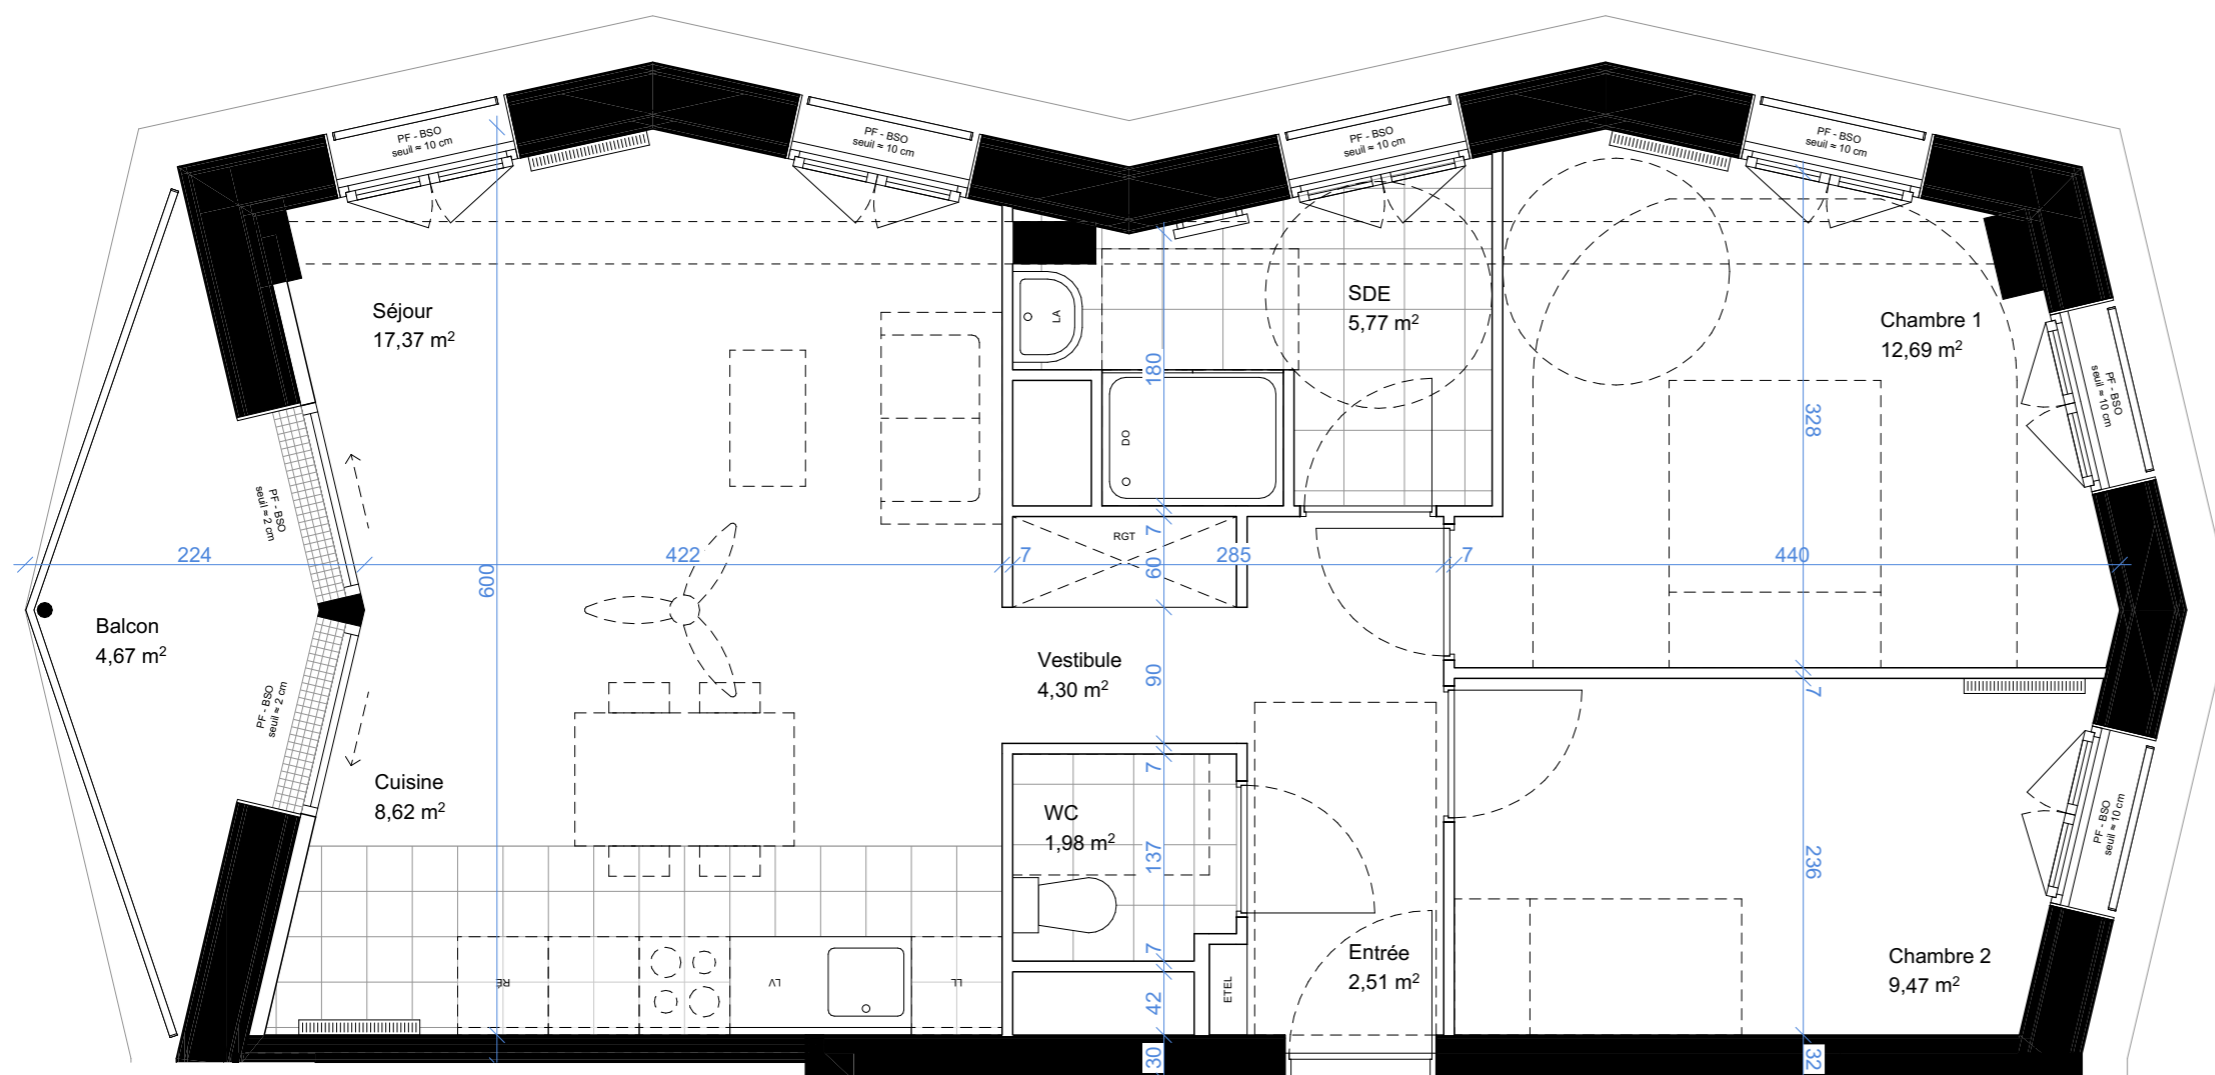 PF - BSO
seuil ≈ 10 cm
PF - BSO
seuil ≈ 10 cm
PF - BSO
seuil ≈ 10 cm
PF - BSO
seuil ≈ 10 cm
Séjour
17,37 m²
LA
SDE
5,77 m²
Chambre 1
12,69 m²
PF - BSO
seuil ≈ 10 cm
180
328
DO
PF - BSO
seuil ≈ 2 cm
RGT
224
422
7
7
285
7
440
600
60
Balcon
4,67 m²
Vestibule
4,30 m²
90
7
PF - BSO
seuil ≈ 2 cm
Cuisine
8,62 m²
7
WC
1,98 m²
137
236
PF - BSO
seuil ≈ 10 cm
Entrée
2,51 m²
Chambre 2
9,47 m²
7
RÉ
LV
LL
42
ETEL
30
32